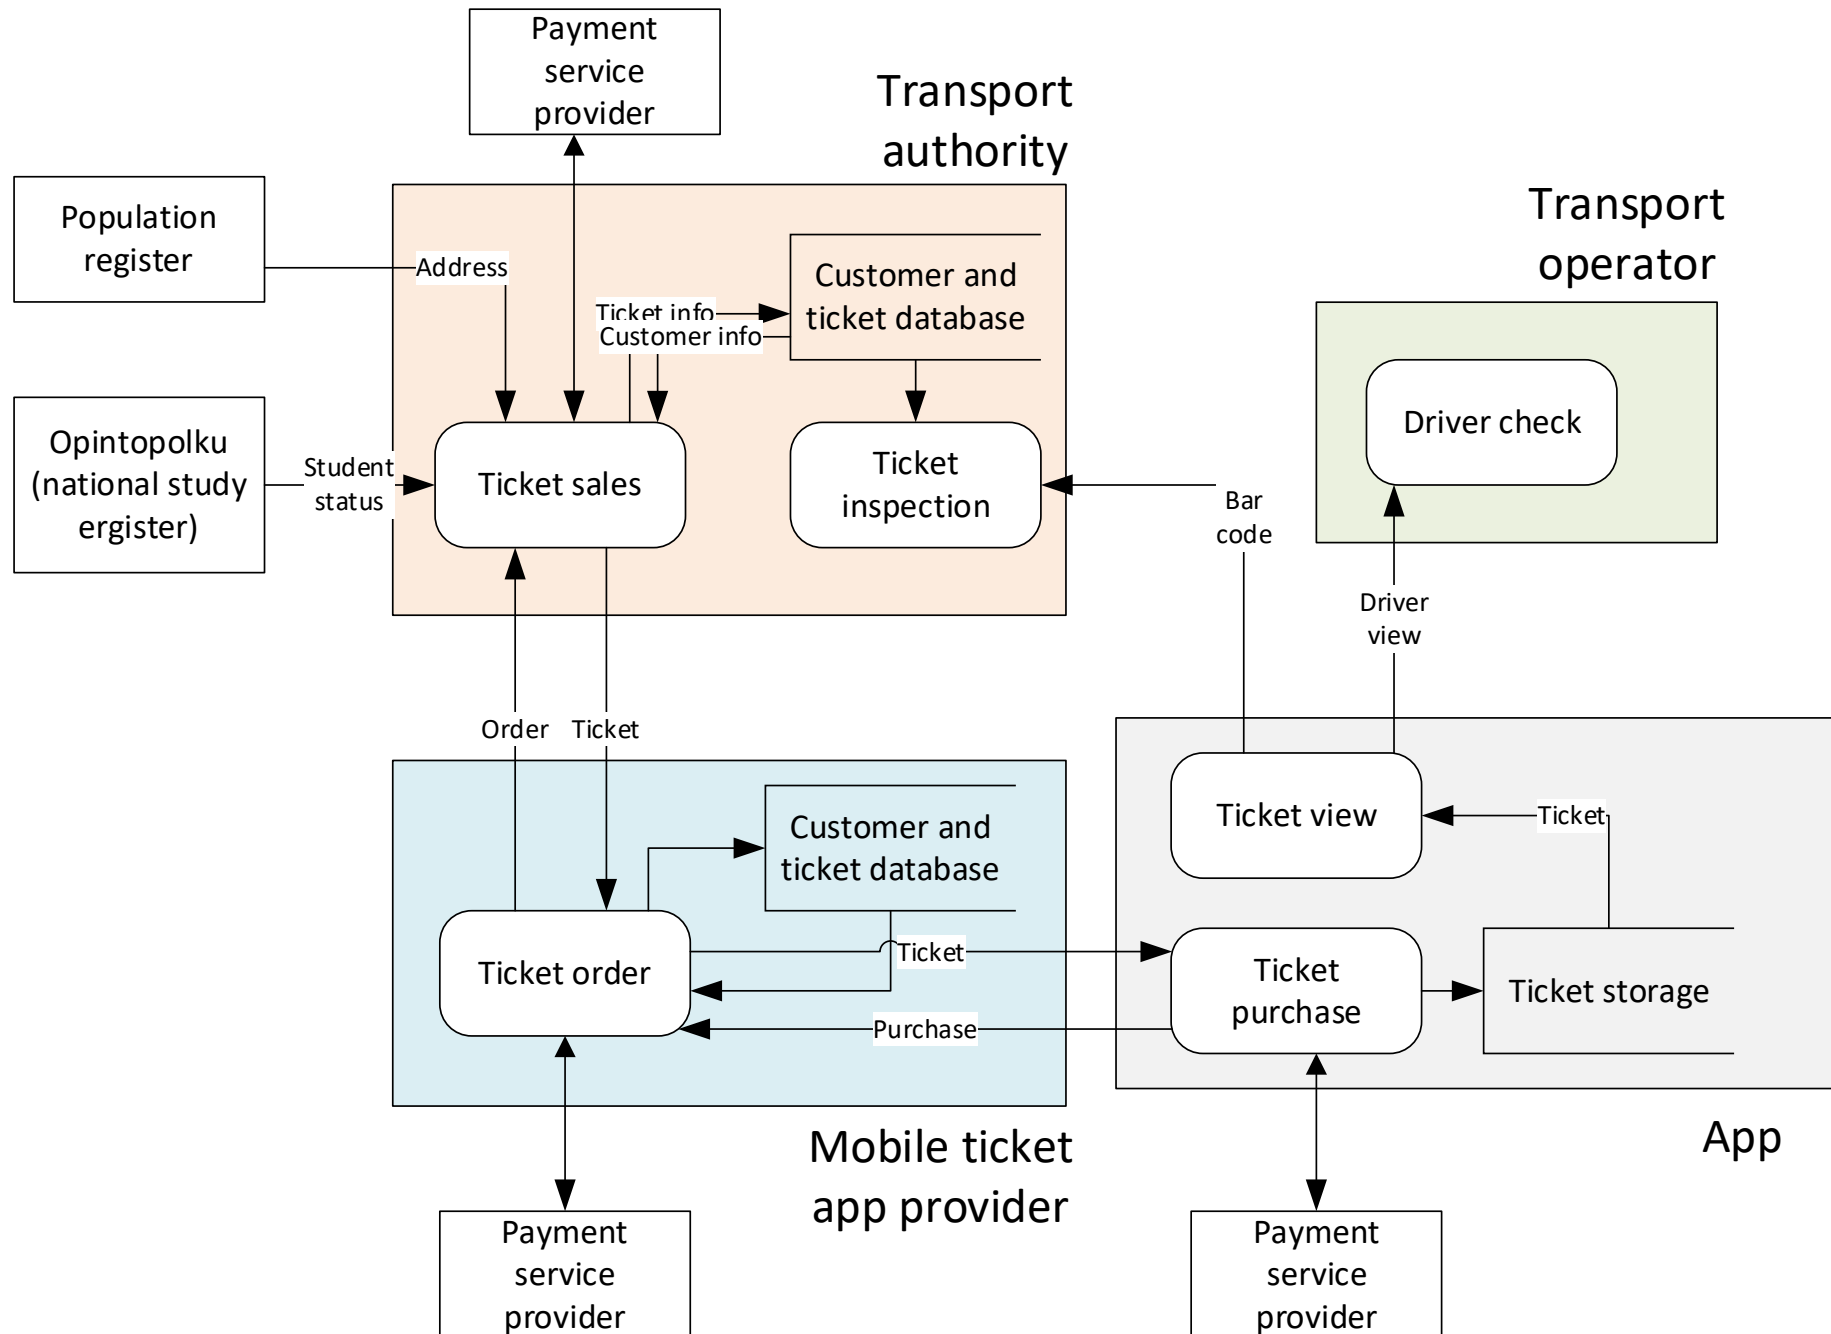 Payment
service
provider
Transport
authority
Population
register
Address
Transport
operator
Customer and
ticket database
Ticket info
Customer info
Driver check
Opintopolku
(national study
ergister)
Student
status
Ticket sales
Ticket
inspection
Bar
code
Driver
view
Order
Ticket
Customer and
ticket database
Ticket view
Ticket
Ticket order
Ticket
Purchase
Ticket
purchase
Ticket storage
Mobile ticket
app provider
App
Payment
service
provider
Payment
service
provider